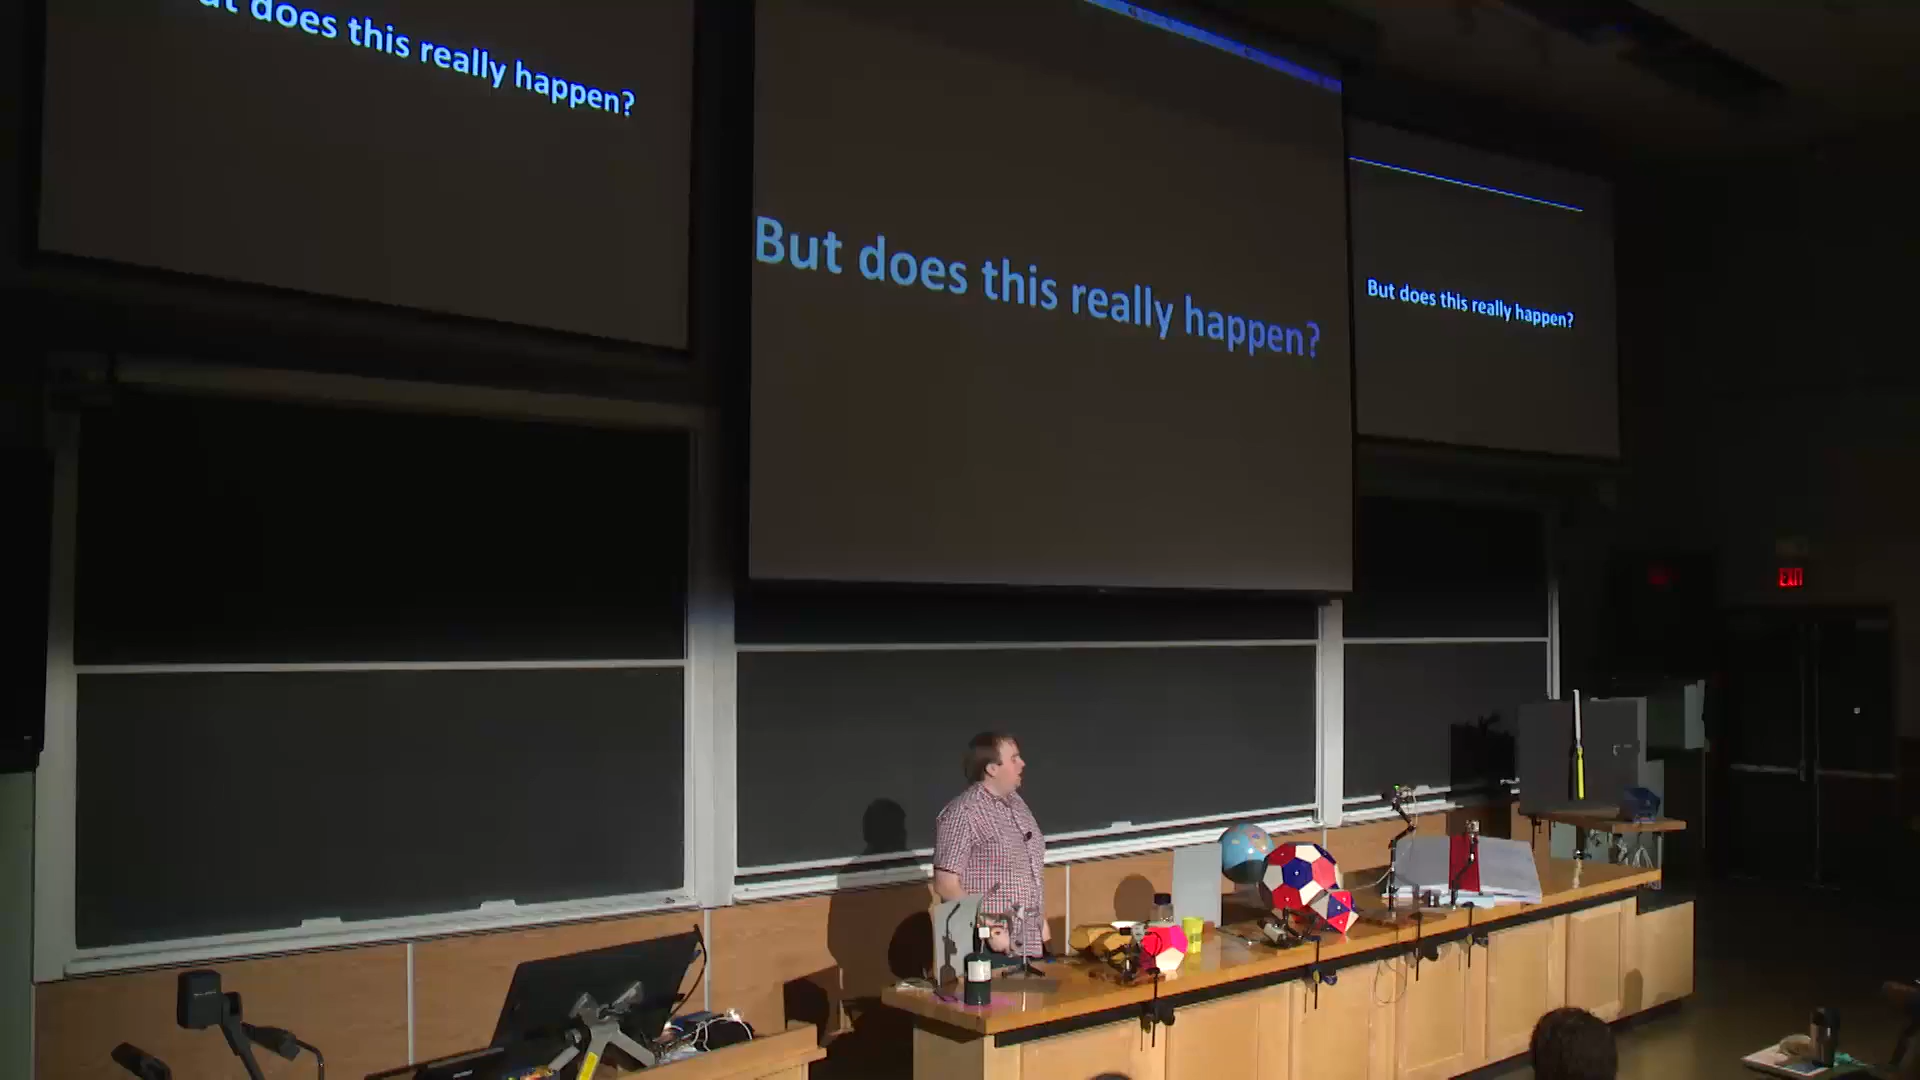 does this really happen?
But does this really happen?
But does this really happen?
EXIT